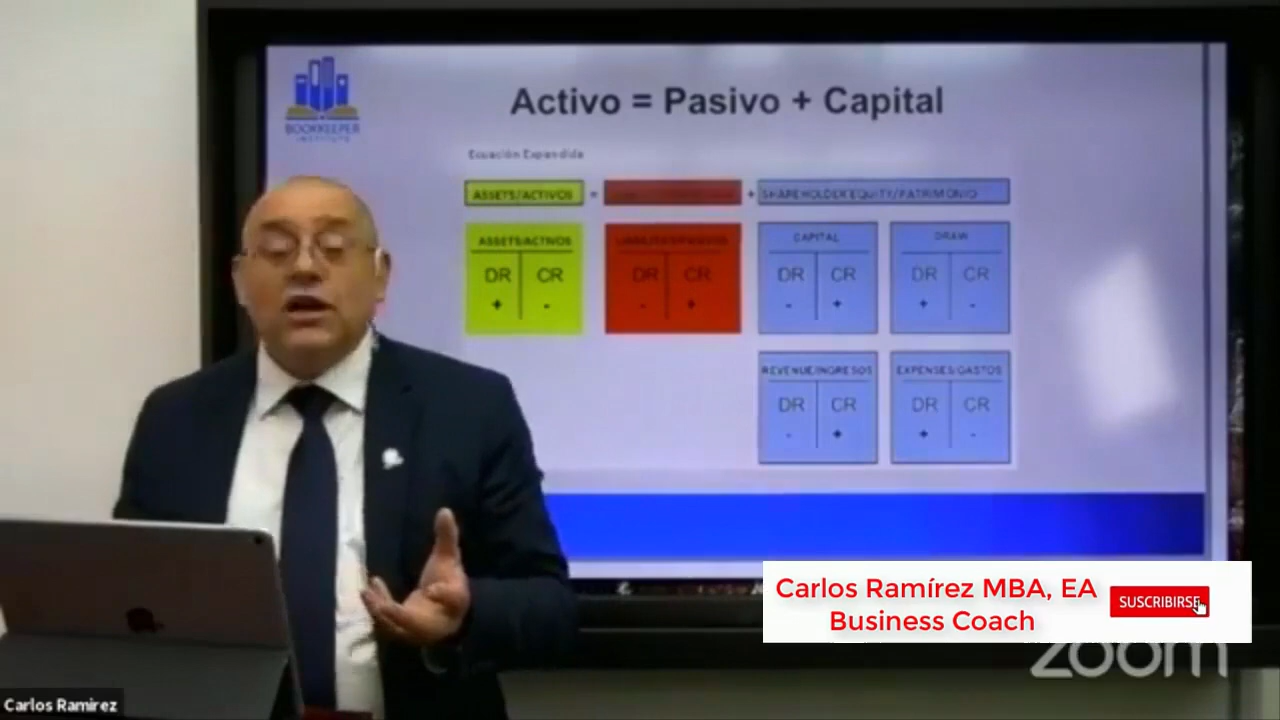 BOOKKEEPER
INSTITUTE
Activo = Pasivo + Capital
Ecuación Expandida
ASSETS/ACTIVOS = + SHAREHOLDER EQUITY/PATRIMONIO
ASSETS/ACTIVOS
DR CR
+ -
DR CR
- +
CAPITAL
DR CR
- +
DRAW
DR CR
+ -
REVENUE/INGRESOS
DR CR
- +
EXPENSES/GASTOS
DR CR
+ -
Carlos Ramírez MBA, EA
Business Coach
SUSCRIBIRSE
zoom
Carlos Ramirez